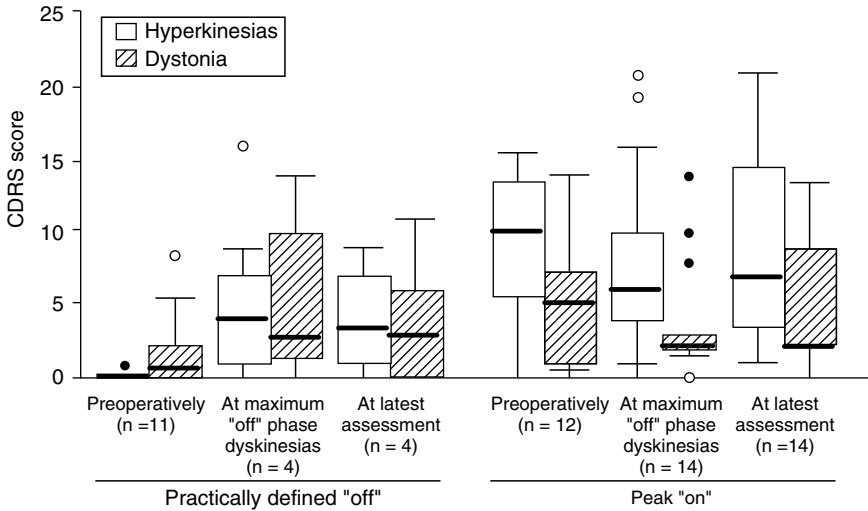 25
Hyperkinesias
Dystonia
20
15
10
5
0
CDRS score
Preoperatively
(n =11)
At maximum
"off" phase
dyskinesias
(n = 4)
At latest
assessment
(n = 4)
Preoperatively
(n = 12)
At maximum
"off" phase
dyskinesias
(n = 14)
At latest
assessment
(n =14)
Practically defined "off"
Peak "on"